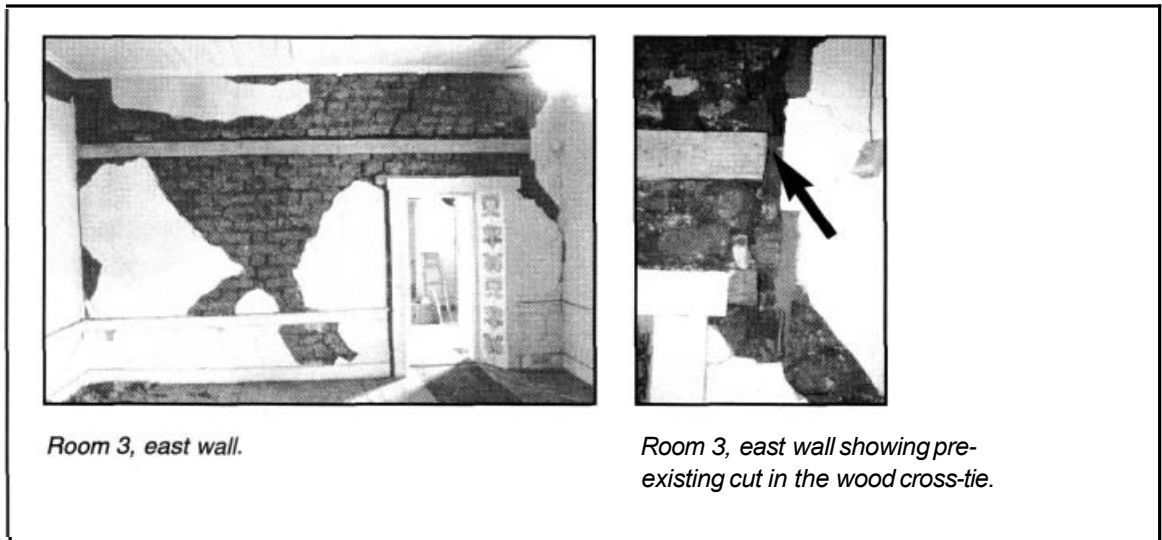 Room 3, east wall.
Room 3, east wall showing pre-
existing cut in the wood cross-tie.